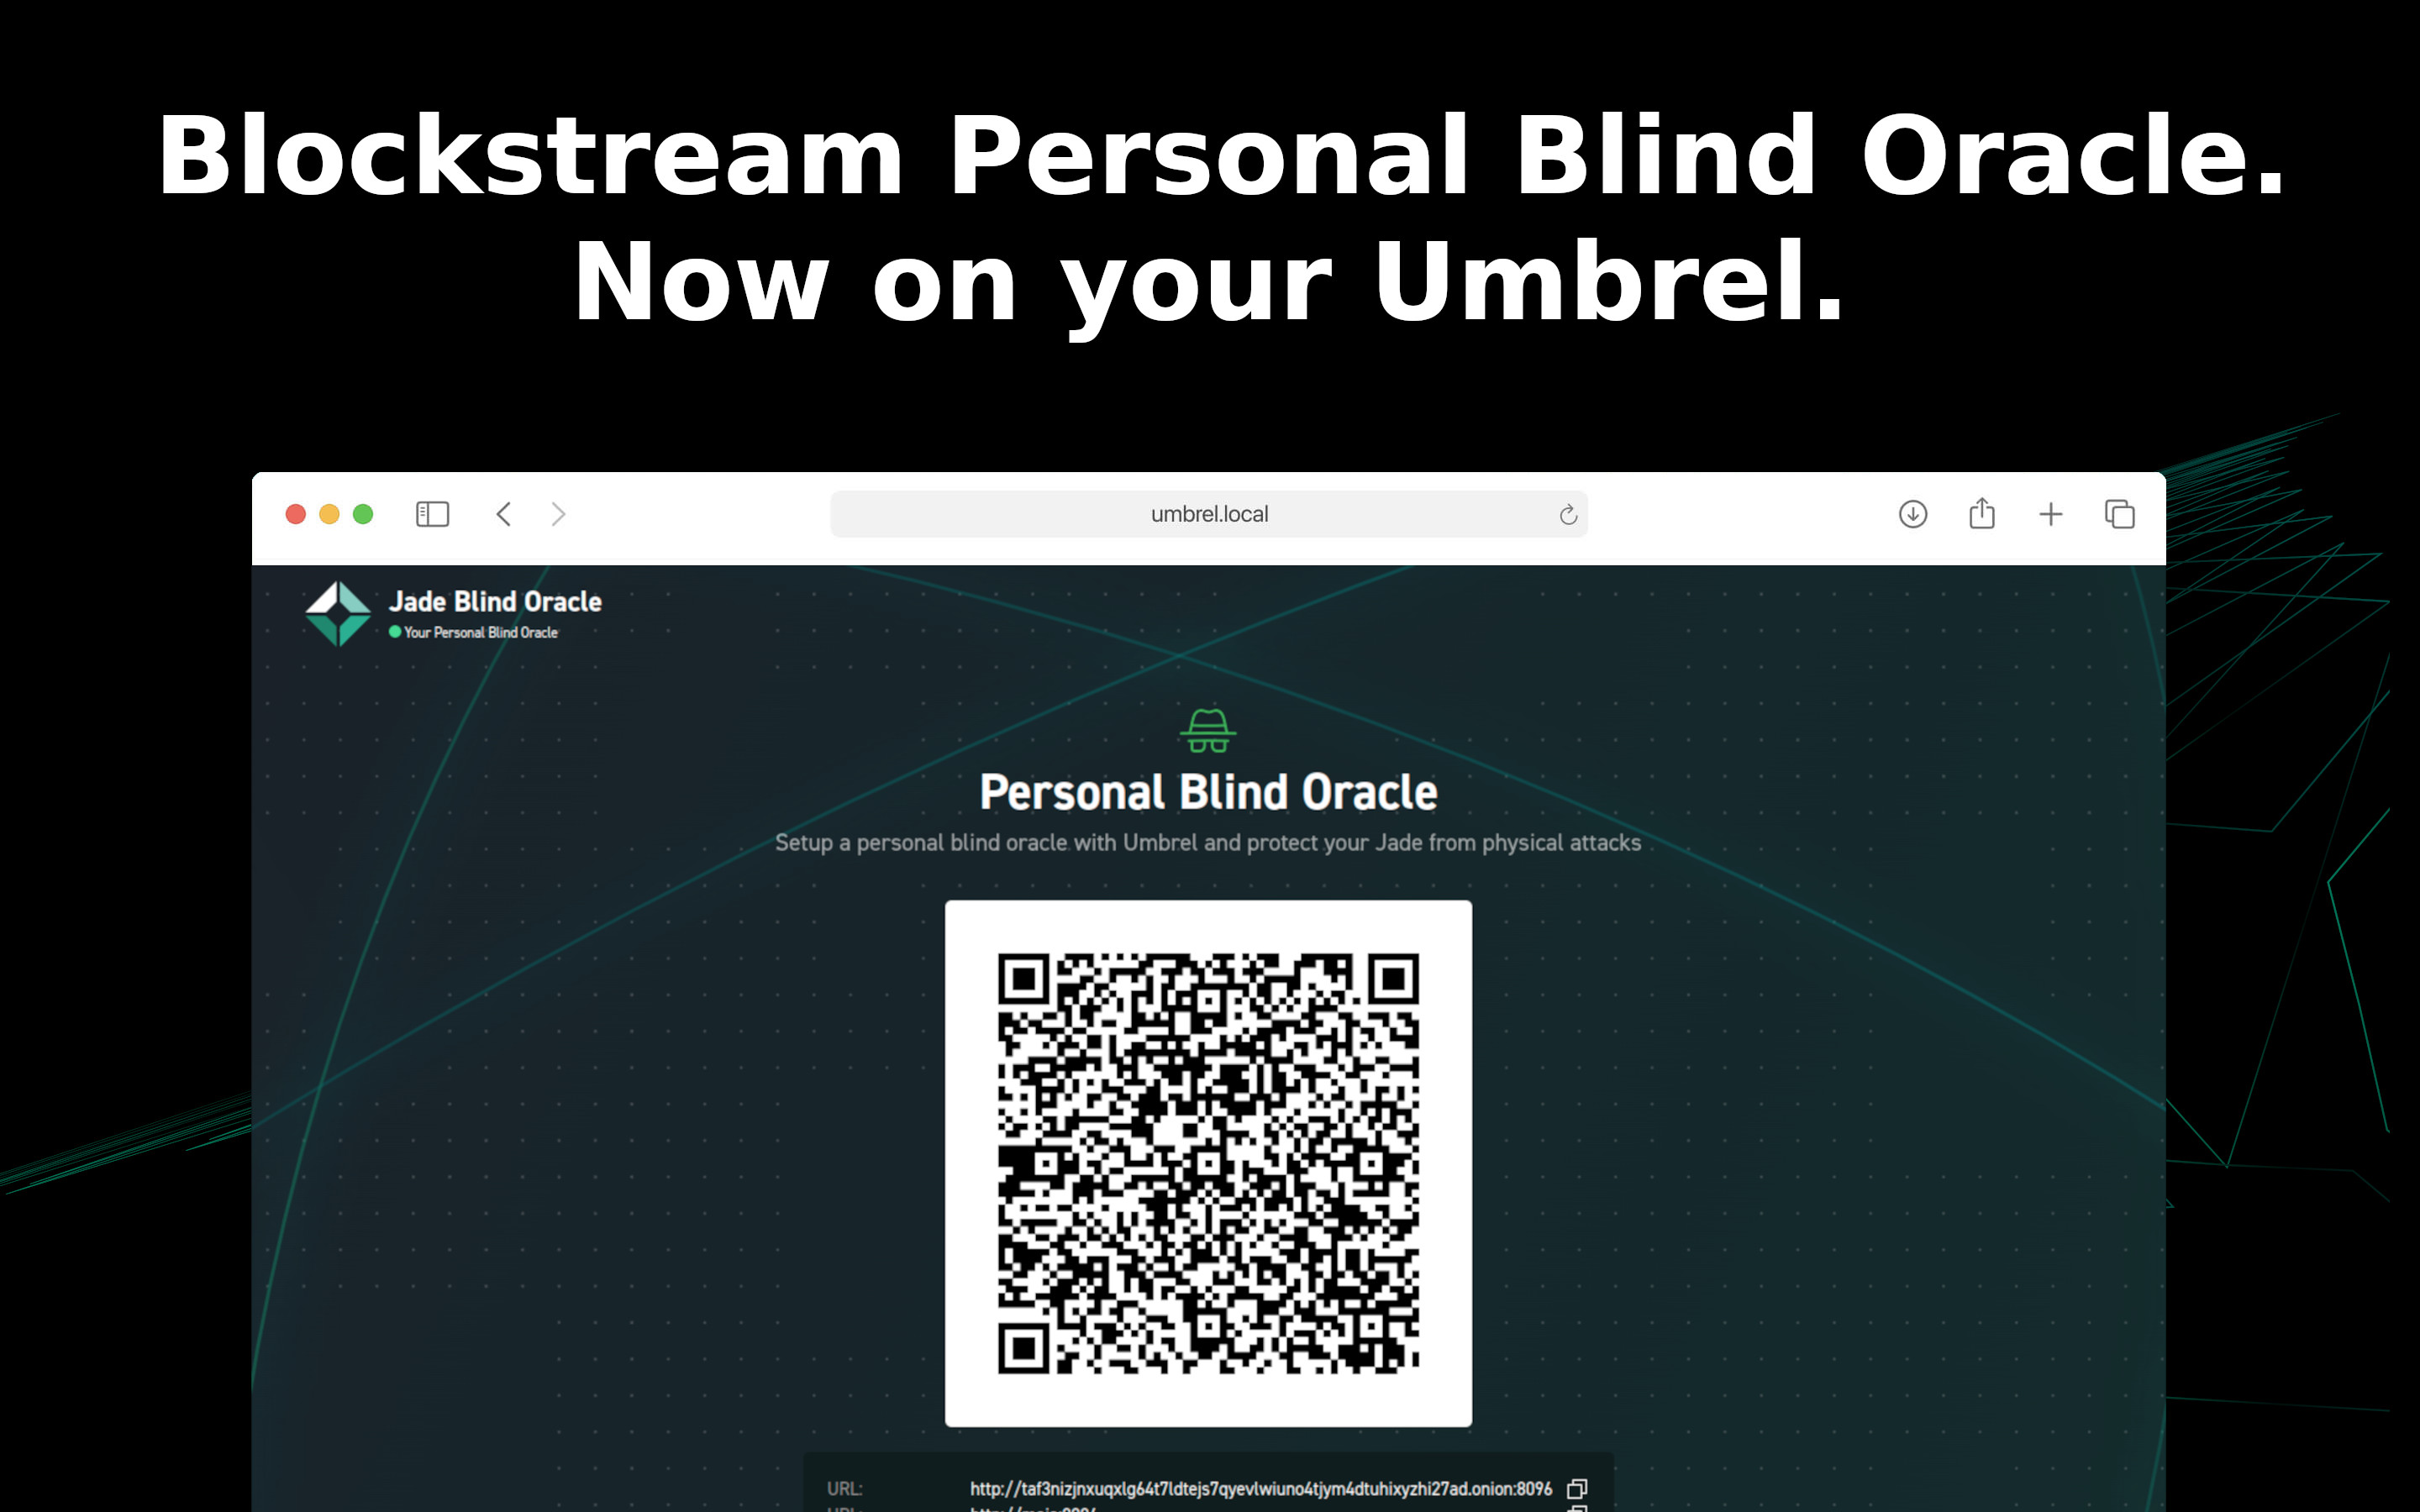 Blockstream Personal Blind Oracle.
Now on your Umbrel.
umbrel.local
Jade Blind Oracle
Your Personal Blind Oracle
Personal Blind Oracle
Setup a personal blind oracle with Umbrel and protect your Jade from physical attacks
URL: http://taf3nizjnxuqxlg64t7ldtejs7qyevlwiuno4tjym4dtuhixyzhi27ad.onion:8096